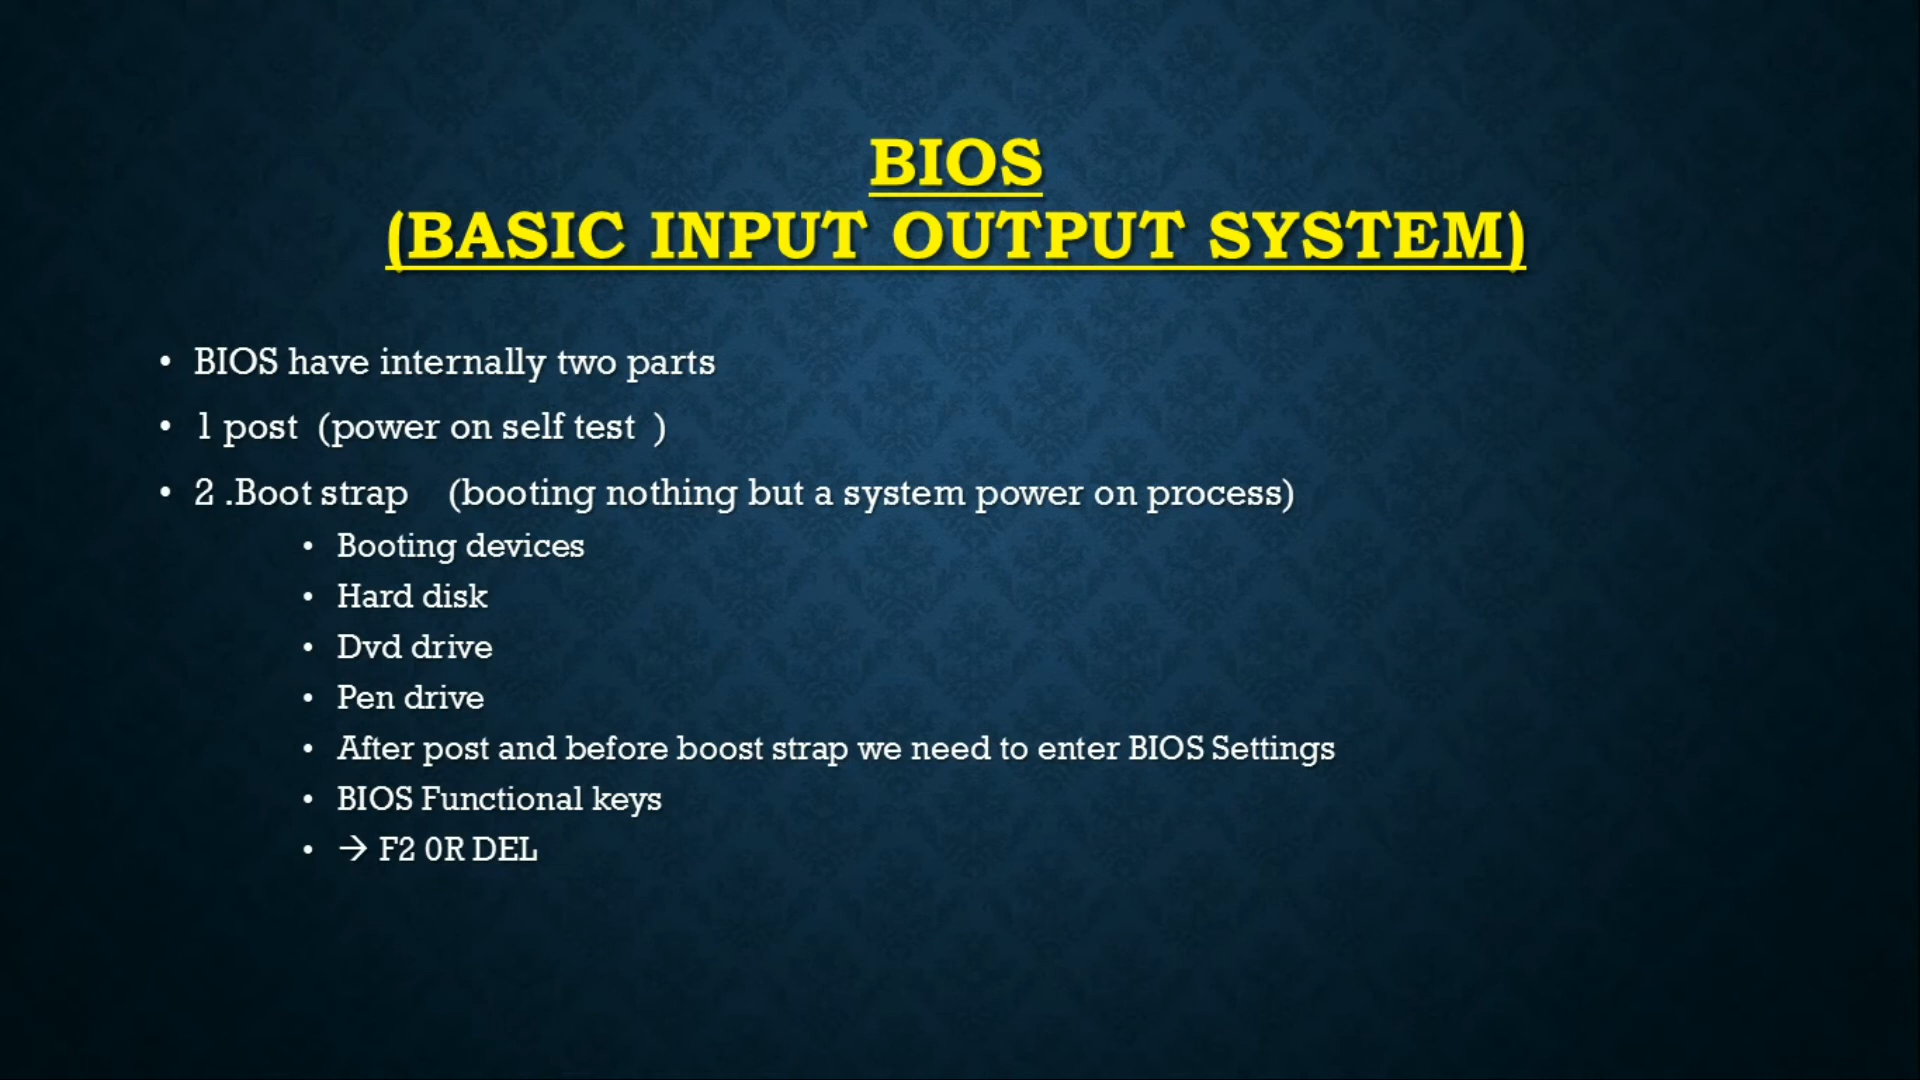 BIOS
(BASIC INPUT OUTPUT SYSTEM)
• BIOS have internally two parts
• 1 post (power on self test )
• 2 .Boot strap (booting nothing but a system power on process)
• Booting devices
• Hard disk
• Dvd drive
• Pen drive
• After post and before boost strap we need to enter BIOS Settings
• BIOS Functional keys
• → F2 0R DEL